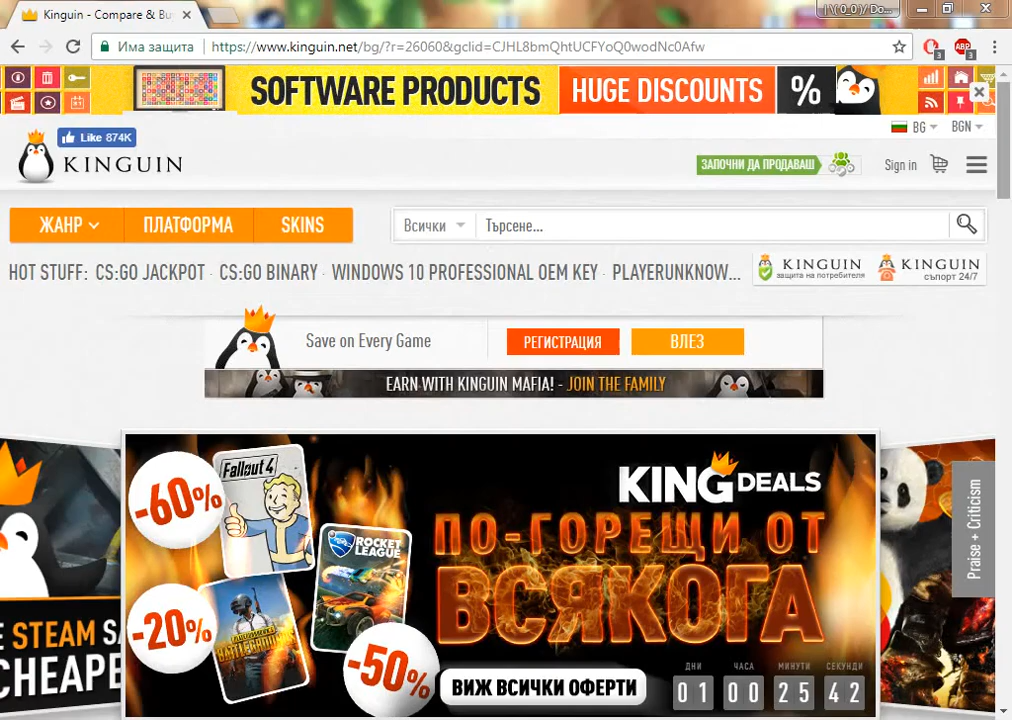 Kinguin - Compare & Bu
Има защита
https://www.kinguin.net/bg/?r=26060&gclid=CJHL8bmQhtUCFYoQ0wodNc0Afw
ABP
3
3
SOFTWARE PRODUCTS
HUGE DISCOUNTS
%
Like 874K
BG
BGN
KINGUIN
ЗАПОЧНИ ДА ПРОДАВАШ
Sign in
ЖАНР
ПЛАТФОРМА
SKINS
Всички
Търсене...
HOT STUFF: CS:GO JACKPOT · CS:GO BINARY · WINDOWS 10 PROFESSIONAL OEM KEY · PLAYERUNKNOW...
KINGUIN
защита на потребителя
KINGUIN
съпорт 24/7
Save on Every Game
РЕГИСТРАЦИЯ
ВЛЕЗ
EARN WITH KINGUIN MAFIA! - JOIN THE FAMILY
-60%
Fallout 4
KING DEALS
ПО-ГОРЕЩИ ОТ
ВСЯКОГА
ROCKET
LEAGUE
-20%
BATTLEGROUNDS
-50%
ВИЖ ВСИЧКИ ОФЕРТИ
ДНИ
ЧАСА
МИНУТИ
СЕКУНДИ
01
00
25
42
E STEAM SA
CHEAPE
Praise + Criticism